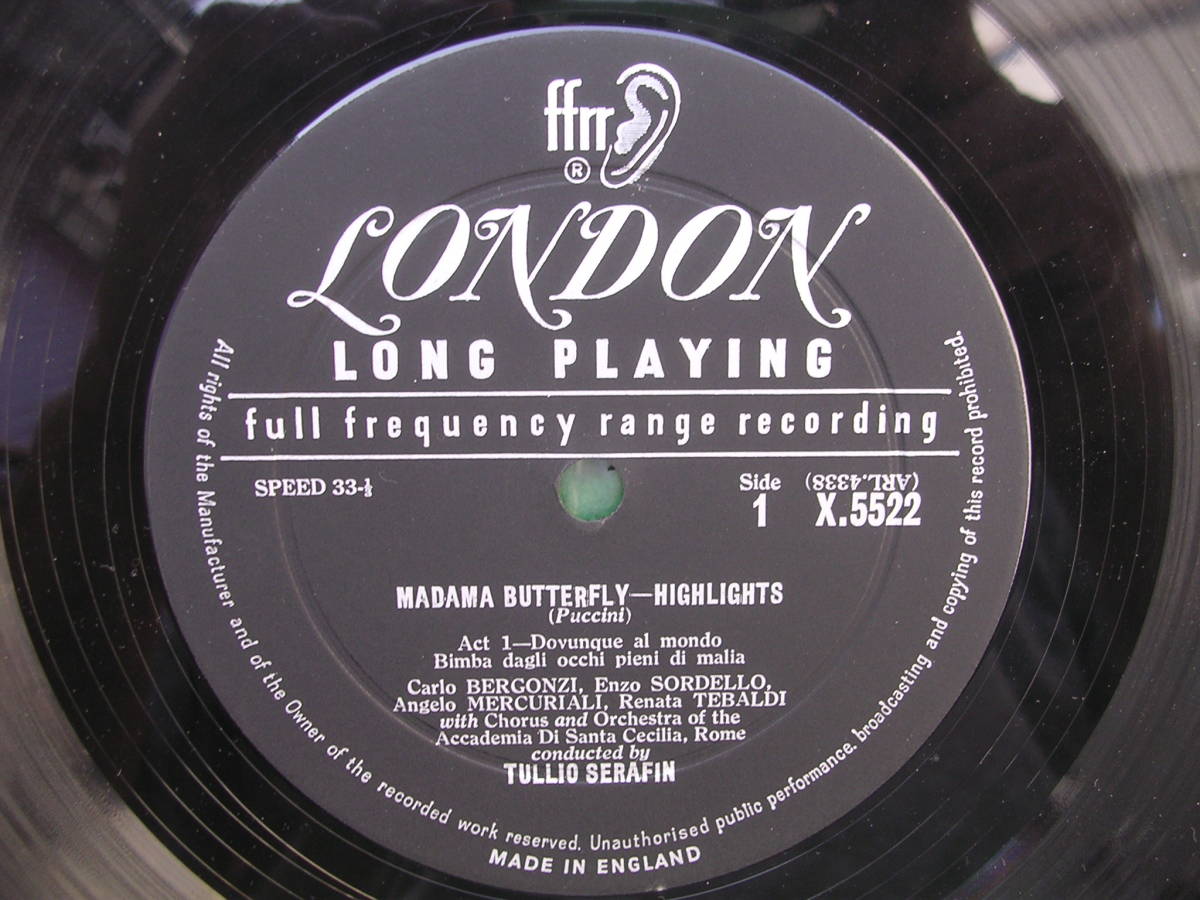 ffrr
®
LONDON
LONG PLAYING
full frequency range recording
SPEED 33-⅓
Side
1
(ARL.4338)
X.5522
MADAMA BUTTERFLY—HIGHLIGHTS
(Puccini)
Act 1—Dovunque al mondo
Bimba dagli occhi pieni di malia
Carlo BERGONZI, Enzo SORDELLO,
Angelo MERCURIALI, Renata TEBALDI
with Chorus and Orchestra of the
Accademia Di Santa Cecilia, Rome
conducted by
TULLIO SERAFIN
All rights of the Manufacturer and of the Owner of the recorded work reserved. Unauthorised public performance, broadcasting and copying of this record prohibited.
MADE IN ENGLAND